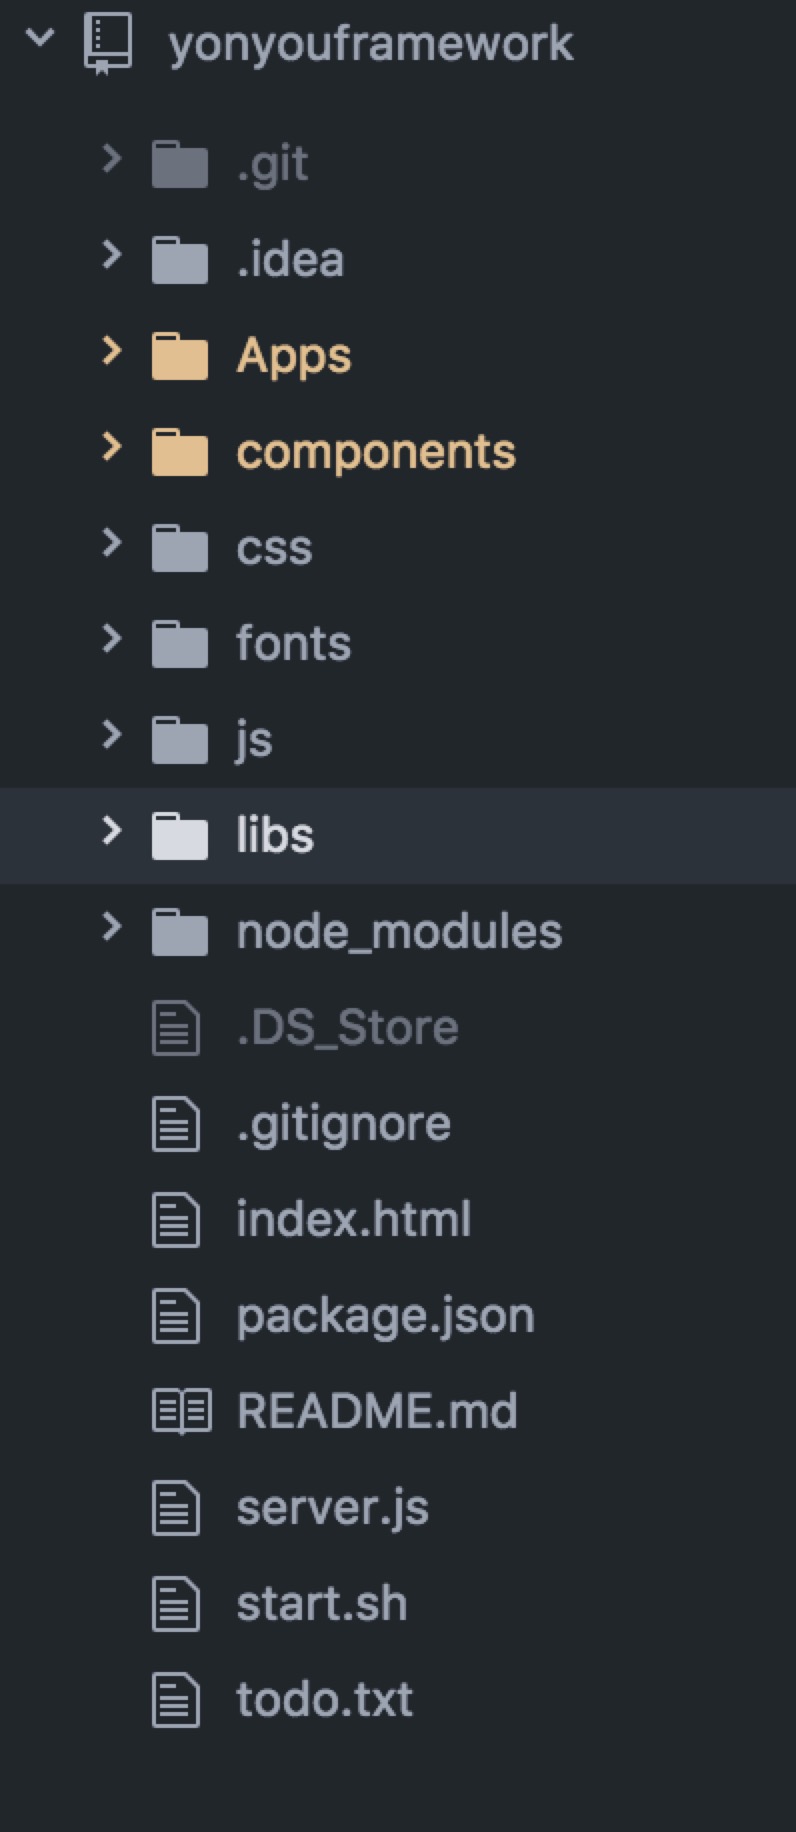 yonyouframework
.git
.idea
Apps
components
css
fonts
js
libs
node_modules
.DS_Store
.gitignore
index.html
package.json
README.md
server.js
start.sh
todo.txt